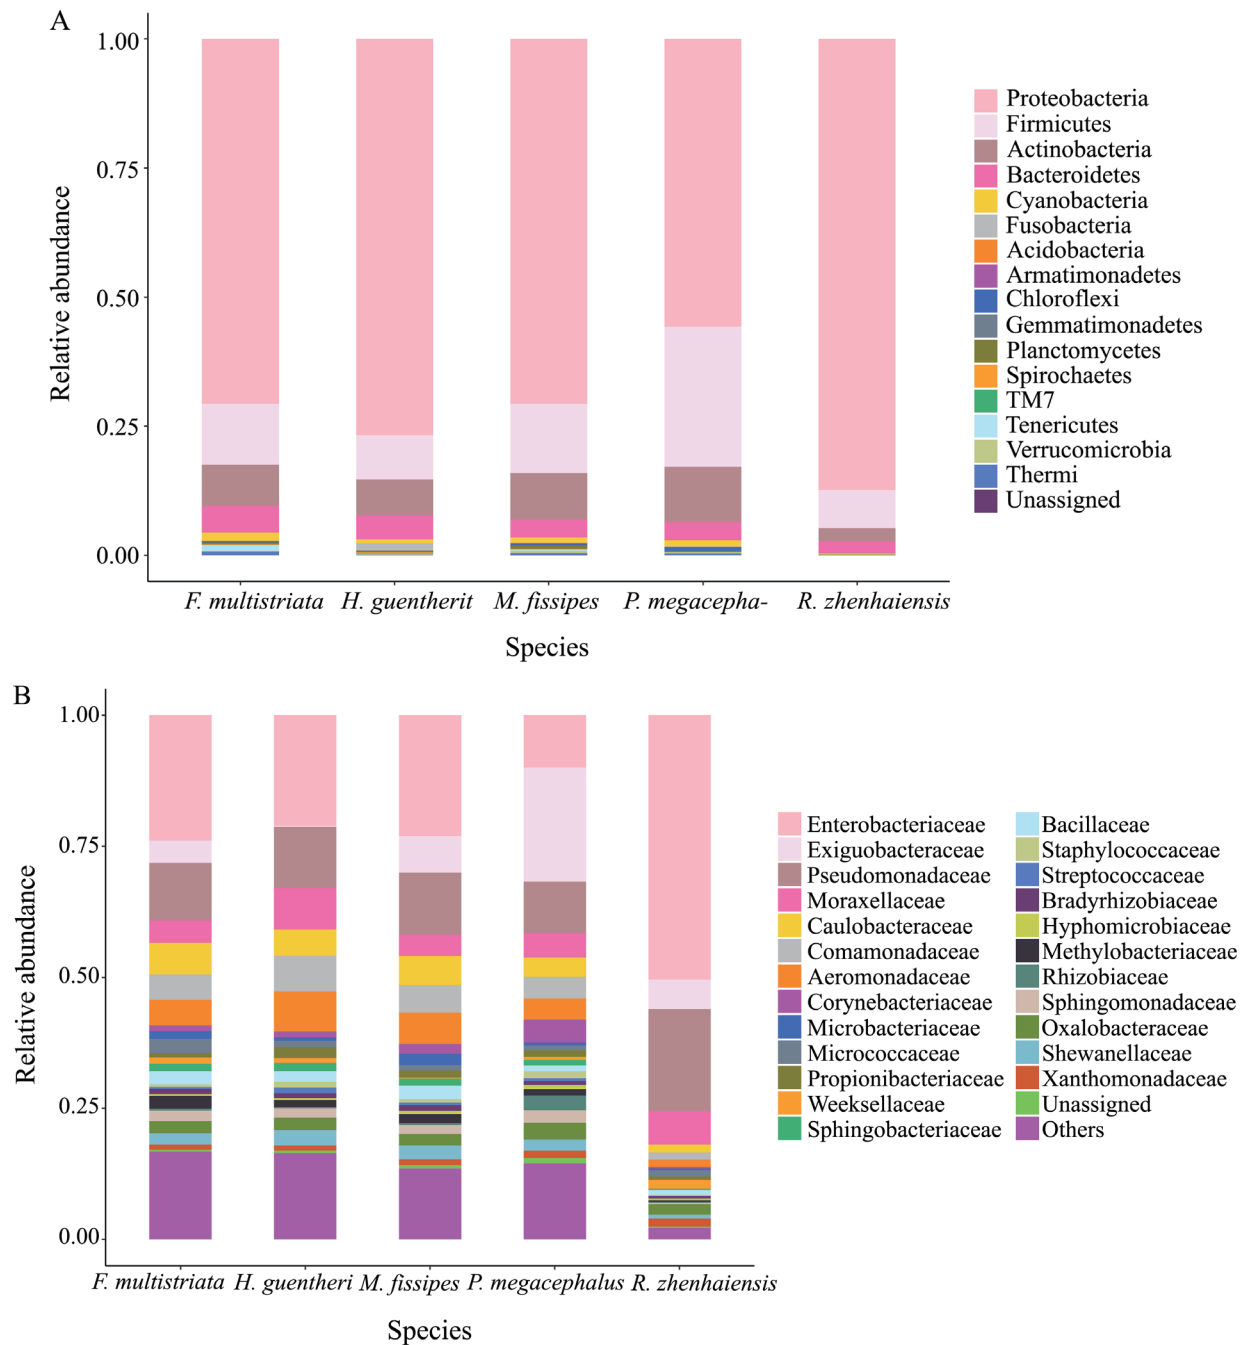 A
1.00
0.75
0.50
0.25
0.00
Relative abundance
F. multistriata
H. guentherit
M. fissipes
P. megacepha-
R. zhenhaiensis
Species
Proteobacteria
Firmicutes
Actinobacteria
Bacteroidetes
Cyanobacteria
Fusobacteria
Acidobacteria
Armatimonadetes
Chloroflexi
Gemmatimonadetes
Planctomycetes
Spirochaetes
TM7
Tenericutes
Verrucomicrobia
Thermi
Unassigned
B
1.00
0.75
0.50
0.25
0.00
Relative abundance
F. multistriata
H. guentheri
M. fissipes
P. megacephalus
R. zhenhaiensis
Species
Enterobacteriaceae
Exiguobacteraceae
Pseudomonadaceae
Moraxellaceae
Caulobacteraceae
Comamonadaceae
Aeromonadaceae
Corynebacteriaceae
Microbacteriaceae
Micrococcaceae
Propionibacteriaceae
Weeksellaceae
Sphingobacteriaceae
Bacillaceae
Staphylococcaceae
Streptococcaceae
Bradyrhizobiaceae
Hyphomicrobiaceae
Methylobacteriaceae
Rhizobiaceae
Sphingomonadaceae
Oxalobacteraceae
Shewanellaceae
Xanthomonadaceae
Unassigned
Others